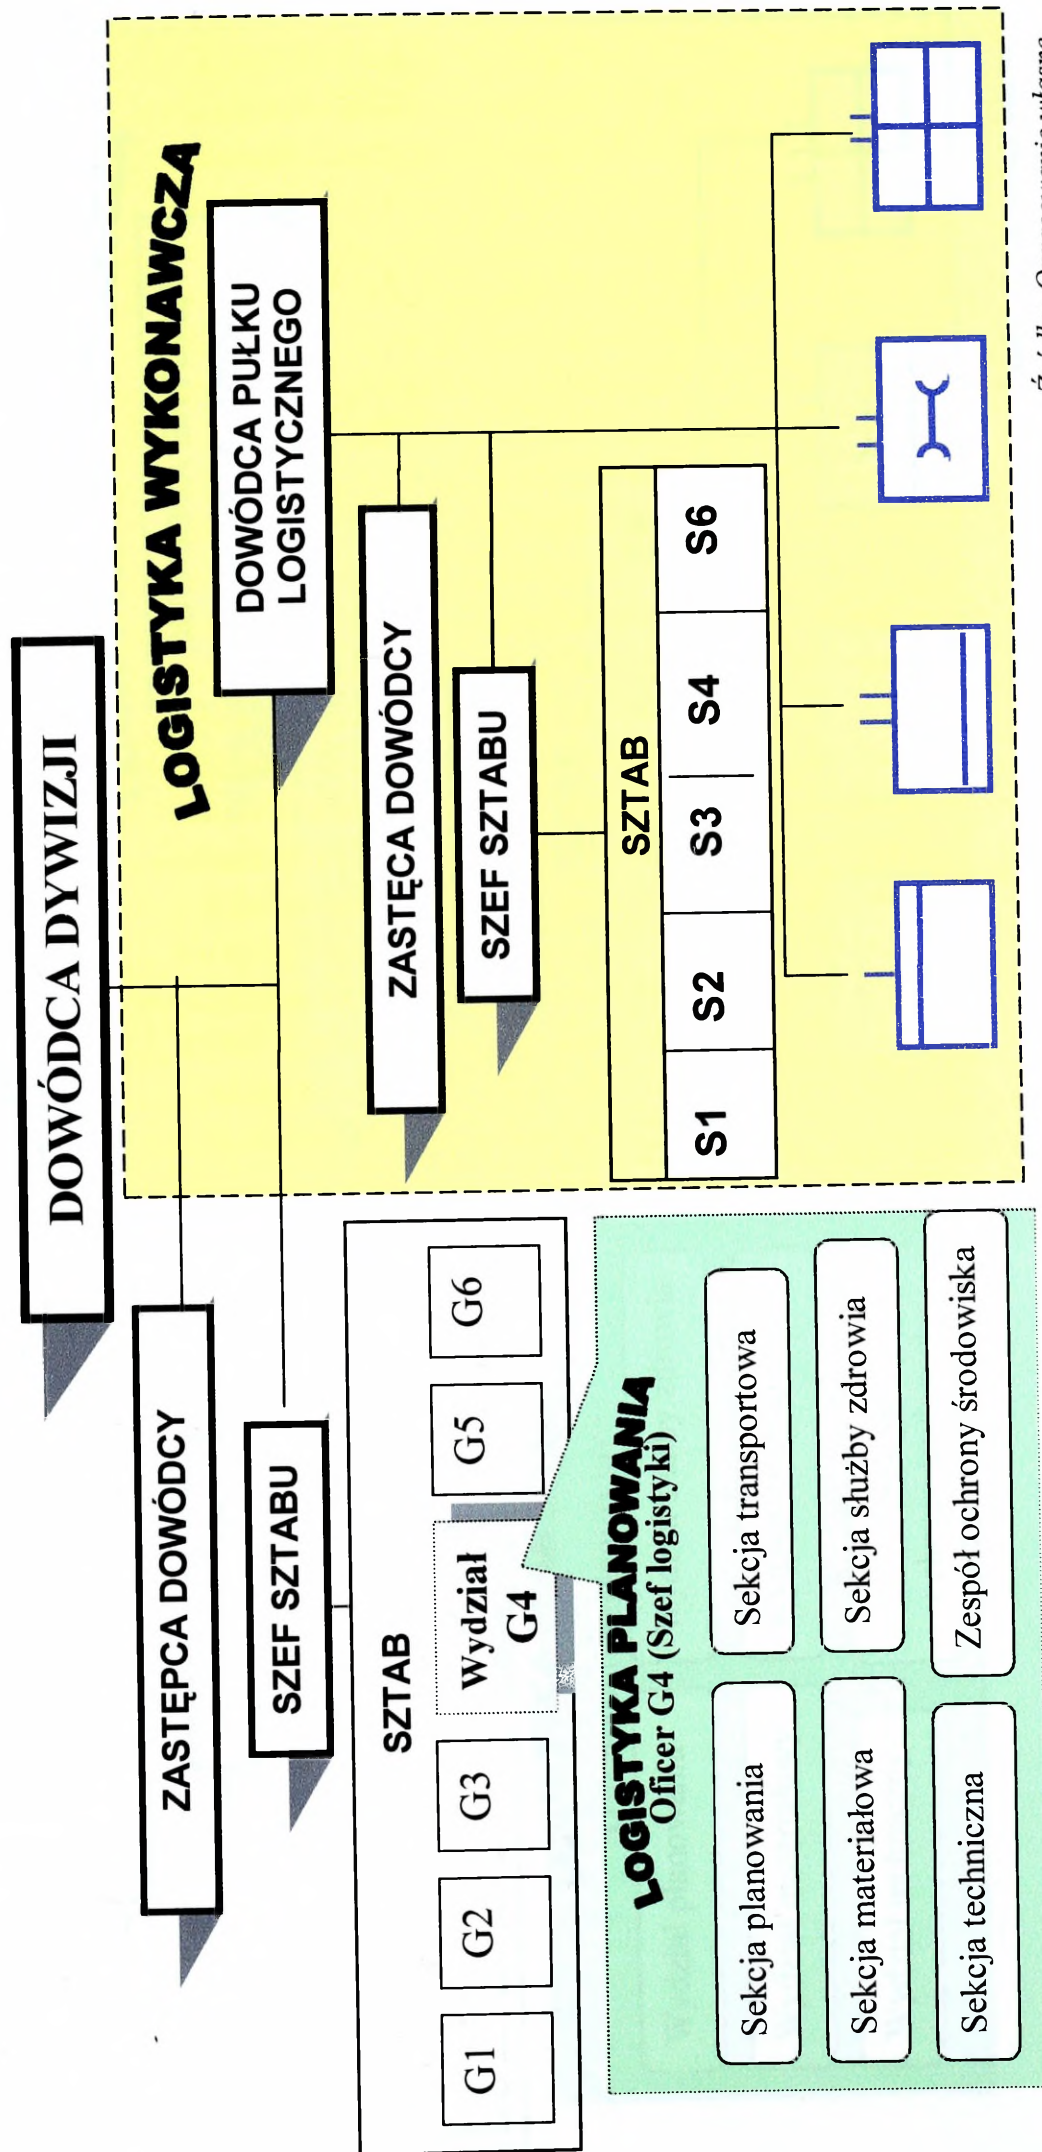 DOWÓDCA DYWIZJI
ZASTĘPCA DOWÓDCY
SZEF SZTABU
SZTAB
G1
G2
G3
Wydział
G4
G5
G6
LOGISTYKA PLANOWANIA
Oficer G4 (Szef logistyki)
Sekcja planowania
Sekcja transportowa
Sekcja materiałowa
Sekcja służby zdrowia
Sekcja techniczna
Zespół ochrony środowiska
LOGISTYKA WYKONAWCZA
DOWÓDCA PUŁKU
LOGISTYCZNEGO
ZASTĘCA DOWÓDCY
SZEF SZTABU
SZTAB
S1
S2
S3
S4
S6